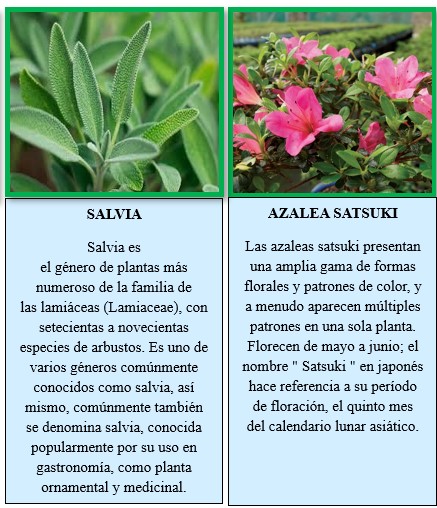 SALVIA
Salvia es
el género de plantas más
numeroso de la familia de
las lamiáceas (Lamiaceae), con
setecientas a novecientas
especies de arbustos. Es uno de
varios géneros comúnmente
conocidos como salvia, así
mismo, comúnmente también
se denomina salvia, conocida
popularmente por su uso en
gastronomía, como planta
ornamental y medicinal.
AZALEA SATSUKI
Las azaleas satsuki presentan
una amplia gama de formas
florales y patrones de color, y
a menudo aparecen múltiples
patrones en una sola planta.
Florecen de mayo a junio; el
nombre " Satsuki " en japonés
hace referencia a su período
de floración, el quinto mes
del calendario lunar asiático.